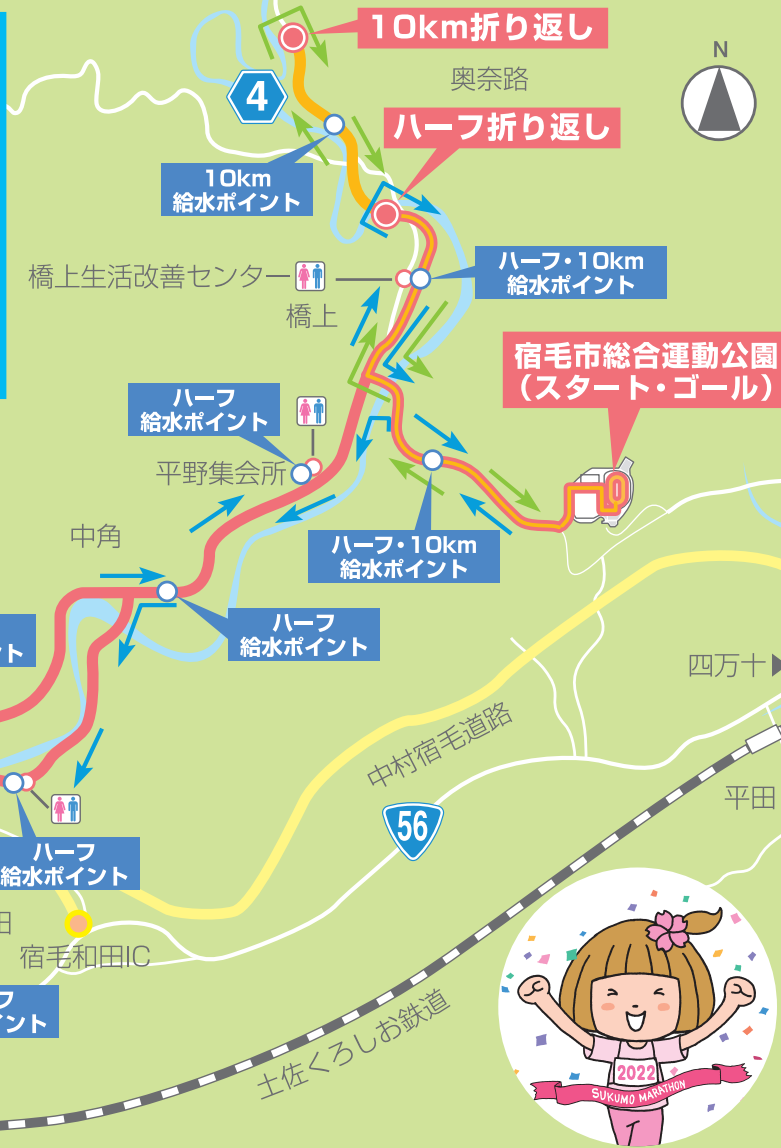 10km折り返し
N
奥奈路
4
ハーフ折り返し
10km
給水ポイント
ハーフ・10km
給水ポイント
橋上生活改善センター
橋上
宿毛市総合運動公園
（スタート・ゴール）
ハーフ
給水ポイント
平野集会所
中角
ハーフ・10km
給水ポイント
ハーフ
給水ポイント
ント
四万十
中村宿毛道路
平田
56
ハーフ
給水ポイント
田
宿毛和田IC
フ
イント
土佐くろしお鉄道
2022
SUKUMO MARATHON